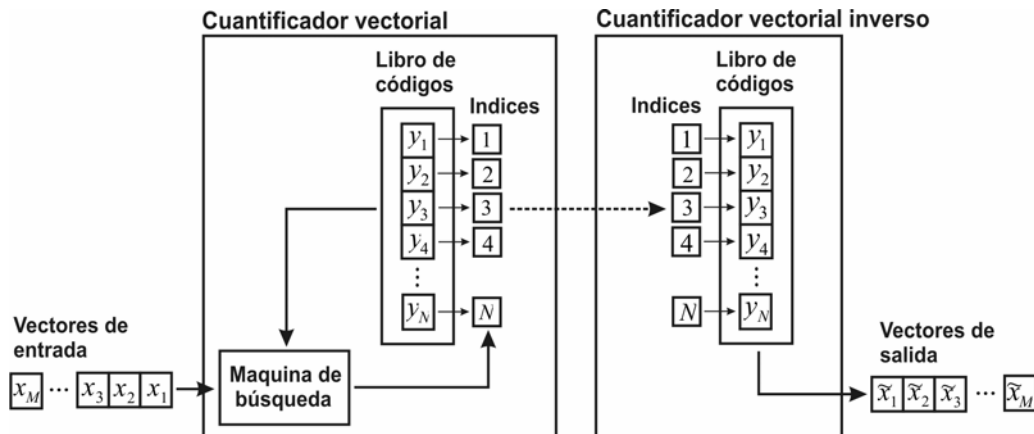 Cuantificador vectorial
Libro de
códigos
Indices
y1
1
y2
2
y3
3
y4
4
...
yN
N
Vectores de
entrada
xM ... x3 x2 x1
Maquina de
búsqueda
Cuantificador vectorial inverso
Libro de
códigos
Indices
1
y1
2
y2
3
y3
4
y4
...
N
yN
Vectores de
salida
x̃1 x̃2 x̃3 ... x̃M